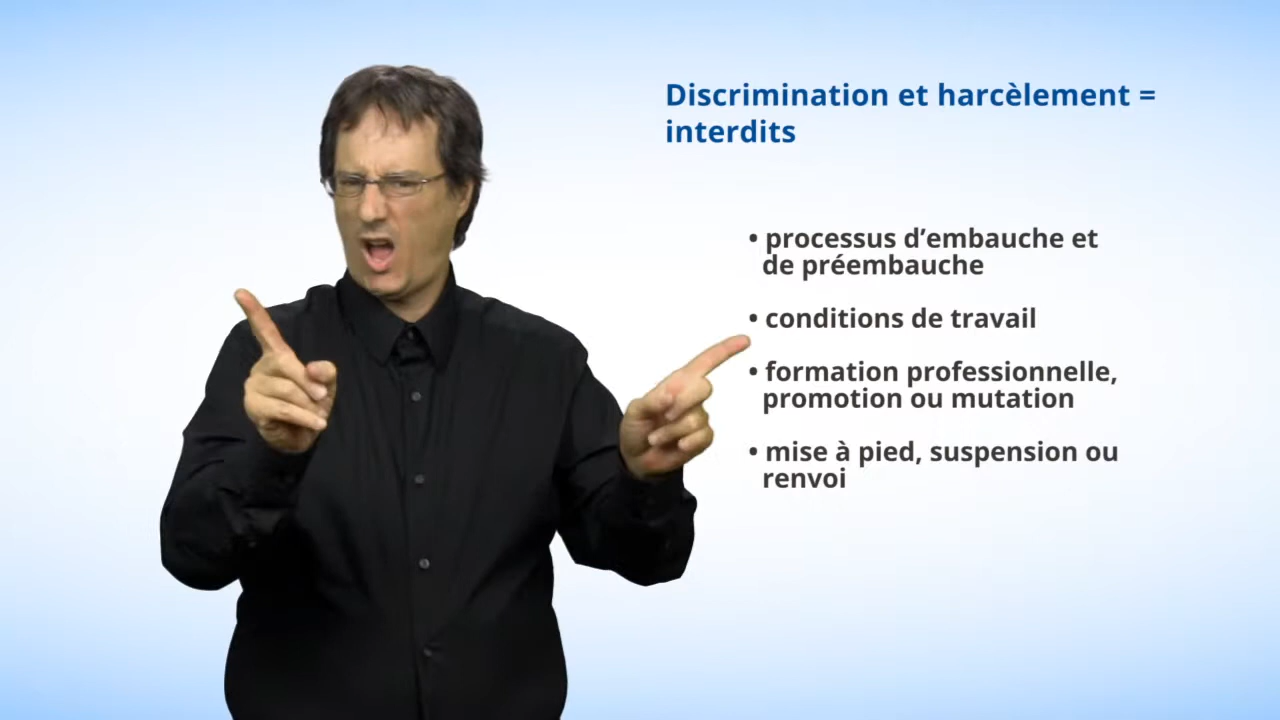 Discrimination et harcèlement =
interdits
• processus d’embauche et
de préembauche
• conditions de travail
• formation professionnelle,
promotion ou mutation
• mise à pied, suspension ou
renvoi